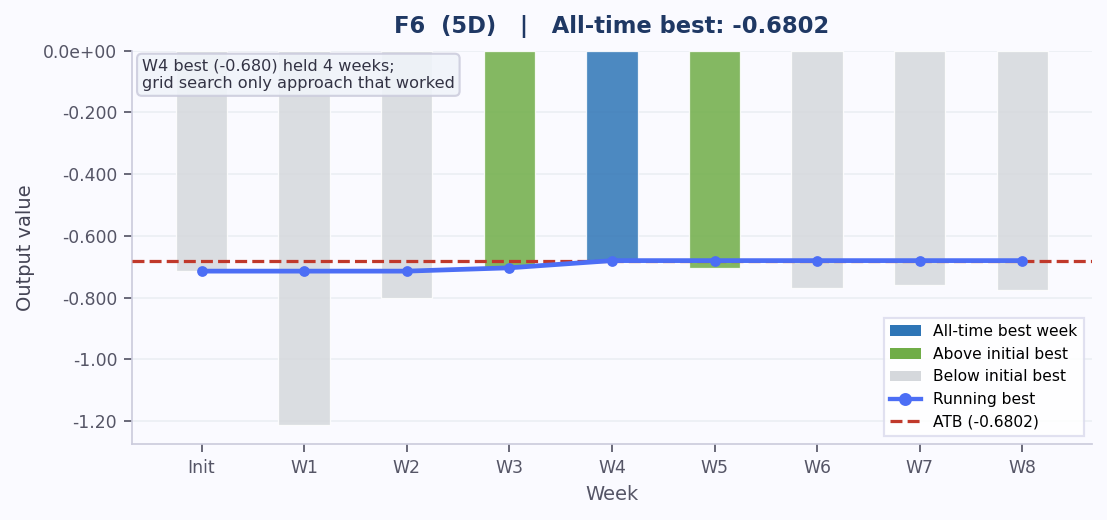 F6  (5D)   |   All-time best: -0.6802
W4 best (-0.680) held 4 weeks;
grid search only approach that worked
Output value
0.0e+00
-0.200
-0.400
-0.600
-0.800
-1.00
-1.20
All-time best week
Above initial best
Below initial best
Running best
ATB (-0.6802)
Init
W1
W2
W3
W4
W5
W6
W7
W8
Week